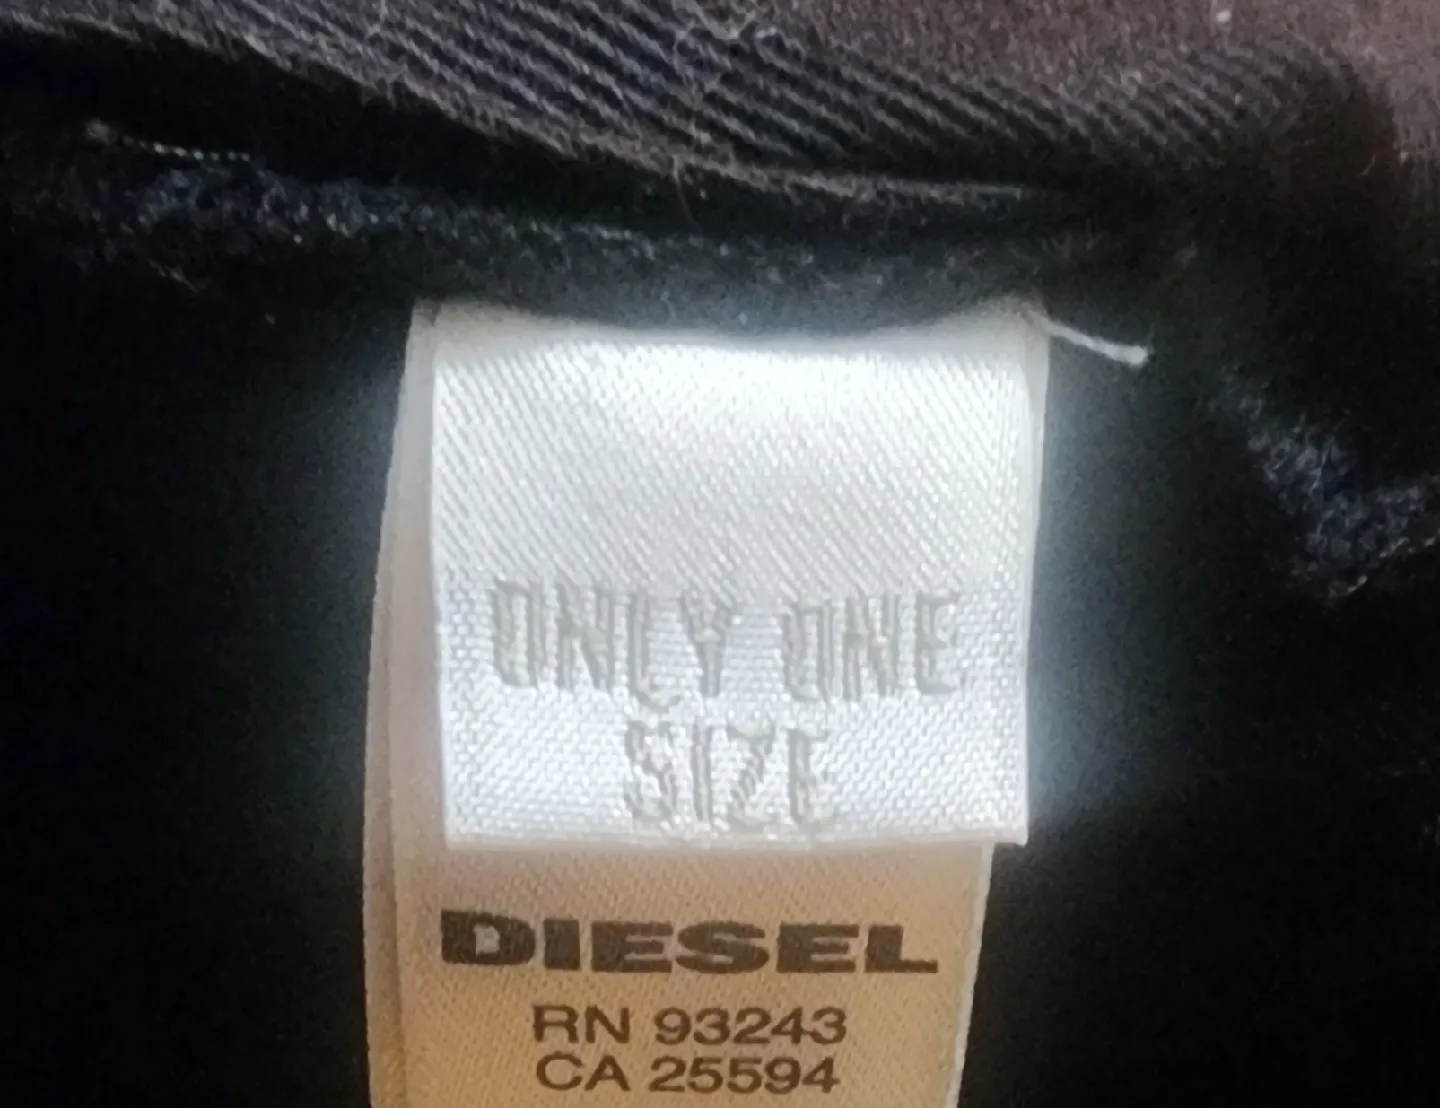 ONLY ONE
SIZE
DIESEL
RN 93243
CA 25594